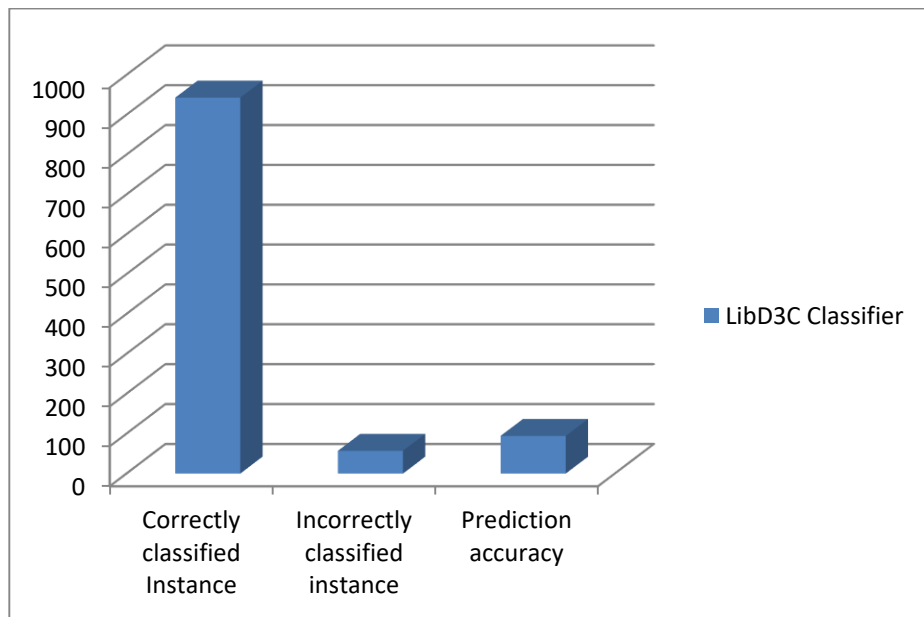 1000
900
800
700
600
500
400
300
200
100
0
Correctly
classified
Instance
Incorrectly
classified
instance
Prediction
accuracy
LibD3C Classifier